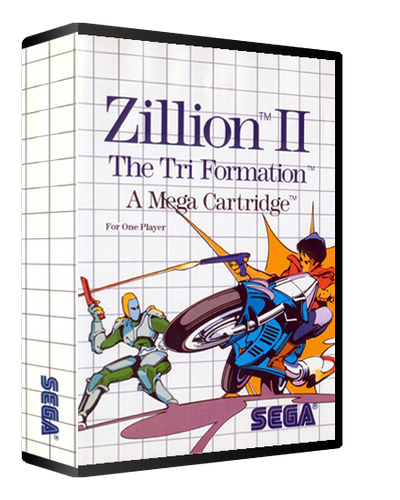 Zillion™ II
The Tri Formation™
A Mega Cartridge™
For One Player
SEGA®
SEGA®